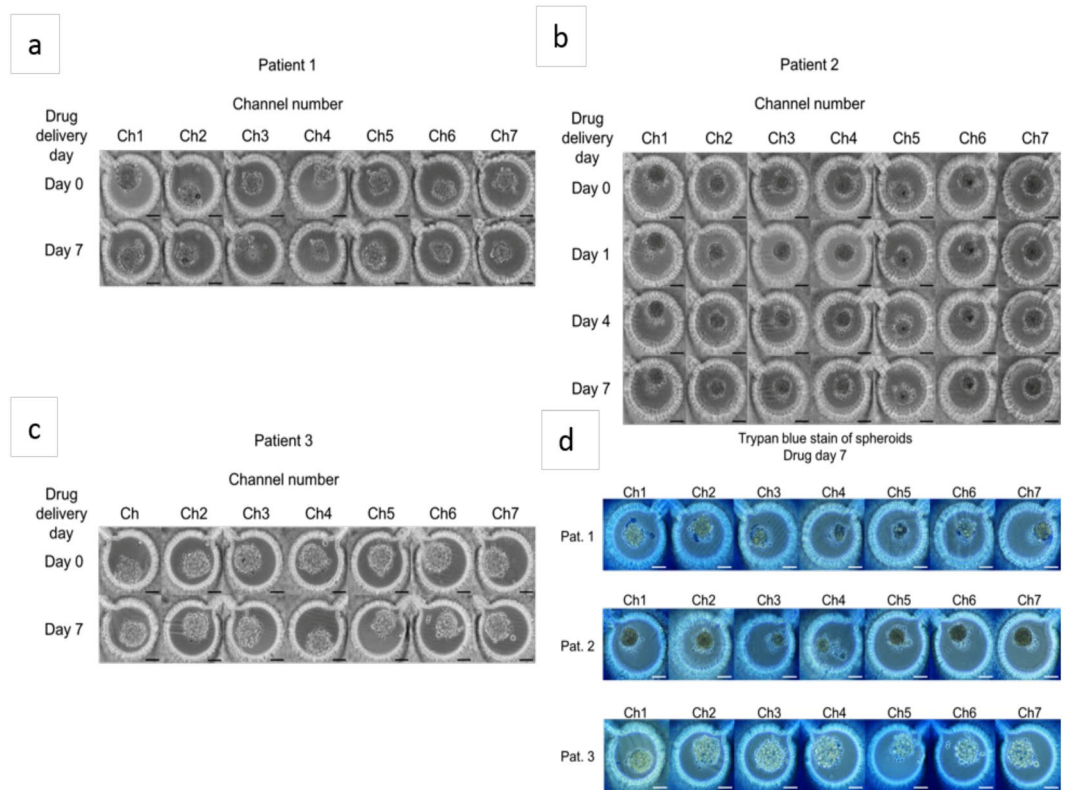 a
Patient 1
Channel number
Drug delivery day
Ch1 Ch2 Ch3 Ch4 Ch5 Ch6 Ch7
Day 0
Day 7
b
Patient 2
Channel number
Drug delivery day
Ch1 Ch2 Ch3 Ch4 Ch5 Ch6 Ch7
Day 0
Day 1
Day 4
Day 7
c
Patient 3
Channel number
Drug delivery day
Ch Ch2 Ch3 Ch4 Ch5 Ch6 Ch7
Day 0
Day 7
d
Trypan blue stain of spheroids
Drug day 7
Ch1 Ch2 Ch3 Ch4 Ch5 Ch6 Ch7
Pat. 1
Ch1 Ch2 Ch3 Ch4 Ch5 Ch6 Ch7
Pat. 2
Ch1 Ch2 Ch3 Ch4 Ch5 Ch6 Ch7
Pat. 3